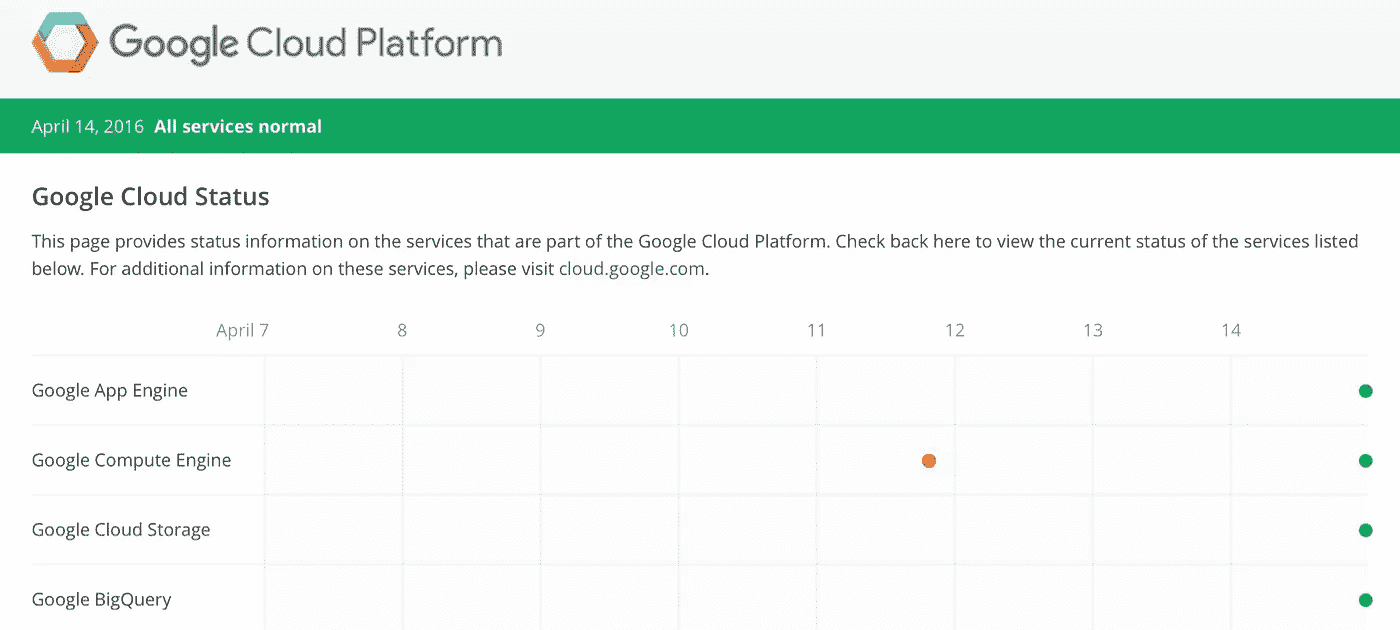 Google Cloud Platform
April 14, 2016 All services normal
Google Cloud Status
This page provides status information on the services that are part of the Google Cloud Platform. Check back here to view the current status of the services listed
below. For additional information on these services, please visit cloud.google.com.
April 7 8 9 10 11 12 13 14
Google App Engine
Google Compute Engine
Google Cloud Storage
Google BigQuery